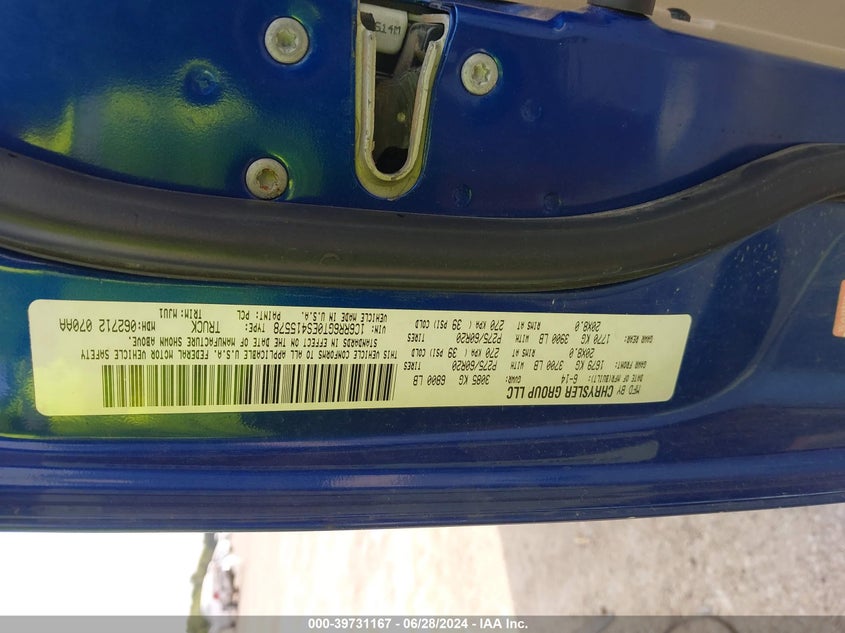 MFD BY CHRYSLER GROUP LLC
DATE OF MFR(BUILT): 6-14 GVWR: 3085 KG 6800 LB
GAWR FRONT: 1679 KG 3700 LB WITH P275/60R20 TIRES
20X8.0 RIMS AT 270 KPA ( 39 PSI) COLD
GAWR REAR: 1770 KG 3900 LB WITH P275/60R20 TIRES
20X8.0 RIMS AT 270 KPA ( 39 PSI) COLD
THIS VEHICLE CONFORMS TO ALL APPLICABLE U.S.A. FEDERAL MOTOR VEHICLE SAFETY
STANDARDS IN EFFECT ON THE DATE OF MANUFACTURE SHOWN ABOVE.
VIN: 1C6RR6GT0ES415578 TYPE: TRUCK MDH: 062712 070AA
VEHICLE MADE IN U.S.A. PAINT: PCL TRIM: MJU1
614M
000-39731167 / 06/28/2024 - IAA Inc.